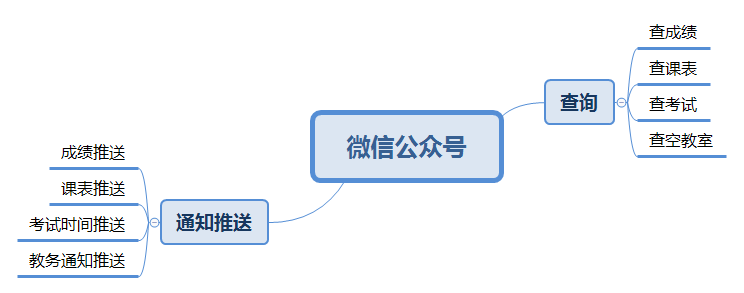 微信公众号
查询
查成绩
查课表
查考试
查空教室
通知推送
成绩推送
课表推送
考试时间推送
教务通知推送